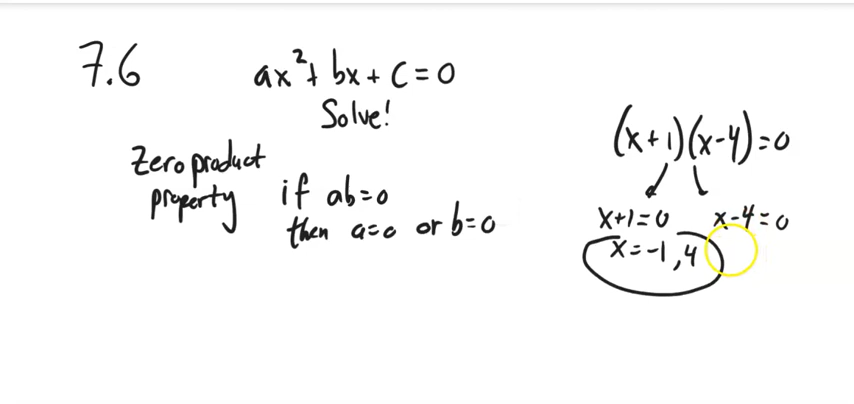 7.6
ax²+ bx + c = 0
Solve!
Zero product
property
if ab=0
then a=0 or b=0
(x+1)(x-4)=0
x+1=0 x-4=0
x=-1,4